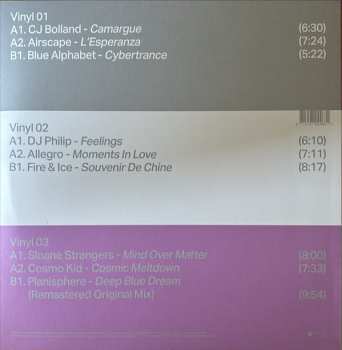 Vinyl 01
A1. CJ Bolland - Camargue (6:30)
A2. Airscape - L'Esperanza (7:24)
B1. Blue Alphabet - Cybertrance (5:22)
Vinyl 02
A1. DJ Philip - Feelings (6:10)
A2. Allegro - Moments In Love (7:11)
B1. Fire & Ice - Souvenir De Chine (8:17)
Vinyl 03
A1. Sloane Strangers - Mind Over Matter (8:00)
A2. Cosmo Kid - Cosmic Meltdown (7:33)
B1. Planisphere - Deep Blue Dream
(Remastered Original Mix) (9:54)